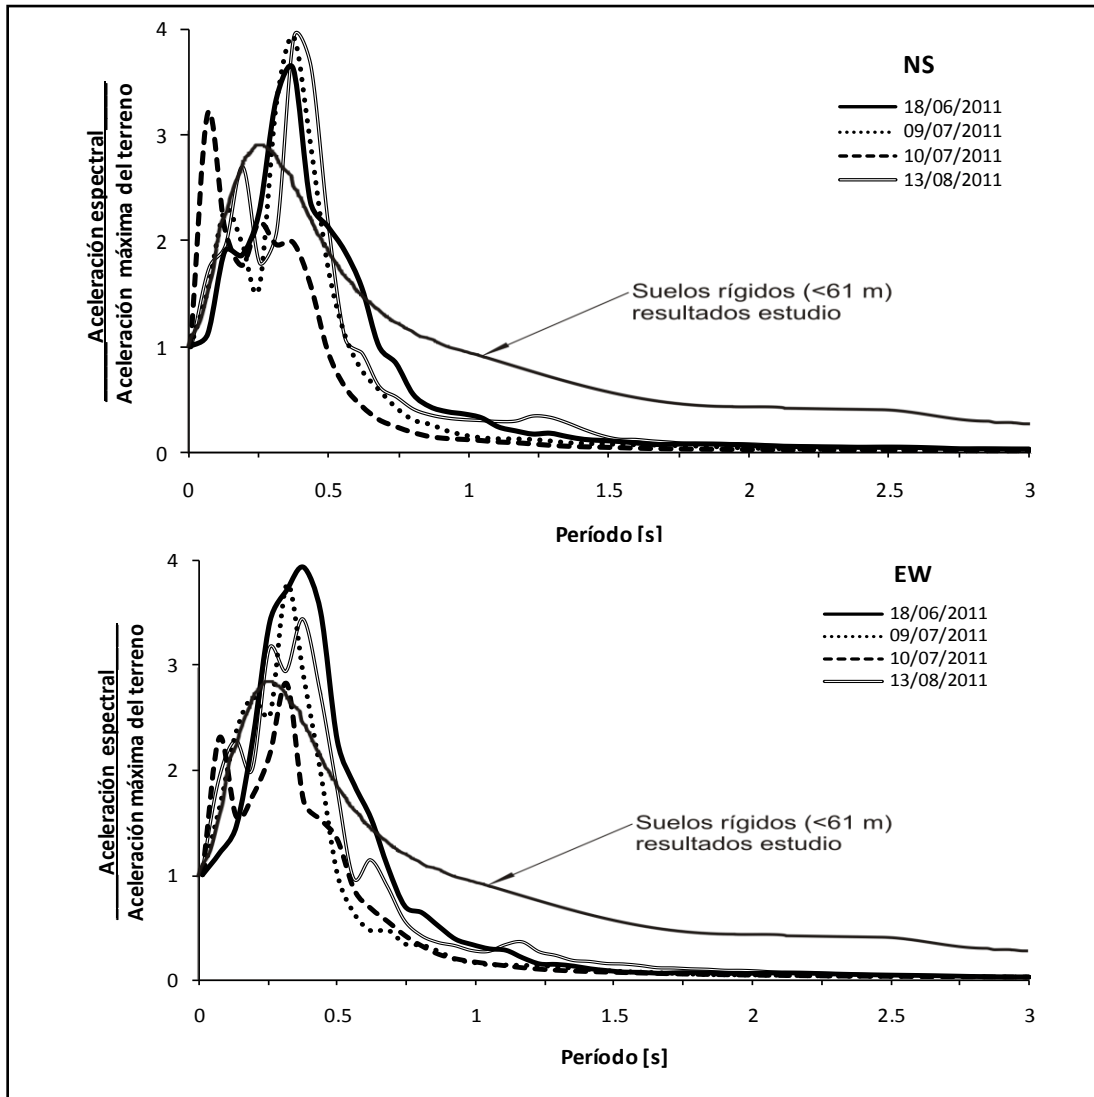 Aceleración espectral
Aceleración máxima del terreno
4
3
2
1
0
NS
18/06/2011
09/07/2011
10/07/2011
13/08/2011
Suelos rígidos (<61 m)
resultados estudio
0
0.5
1
1.5
2
2.5
3
Período [s]
Aceleración espectral
Aceleración máxima del terreno
4
3
2
1
0
EW
18/06/2011
09/07/2011
10/07/2011
13/08/2011
Suelos rígidos (<61 m)
resultados estudio
0
0.5
1
1.5
2
2.5
3
Período [s]